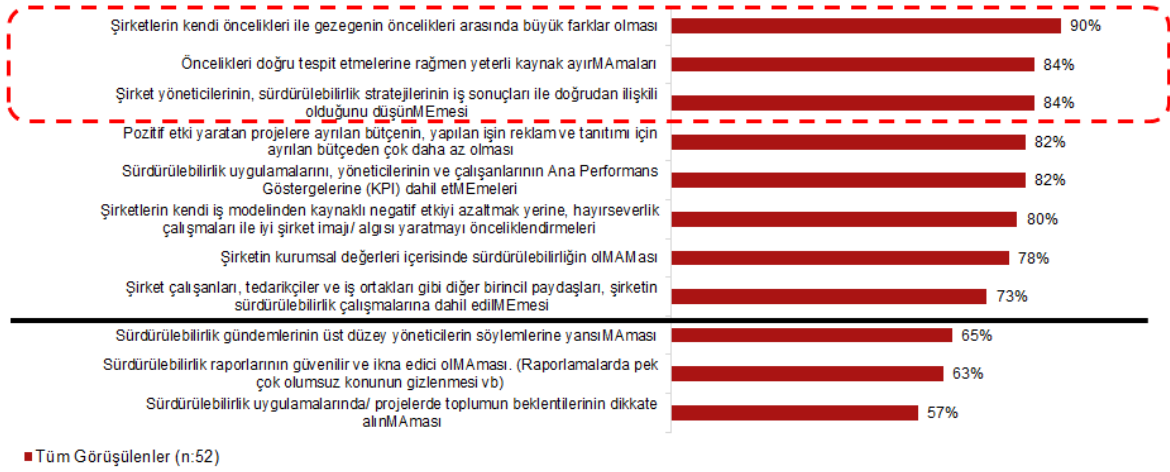 Şirketlerin kendi öncelikleri ile gezegenin öncelikleri arasında büyük farklar olması
90%
Öncelikleri doğru tespit etmelerine rağmen yeterli kaynak ayırMAmaları
84%
Şirket yöneticilerinin, sürdürülebilirlik stratejilerinin iş sonuçları ile doğrudan ilişkili
olduğunu düşünMEmesi
84%
Pozitif etki yaratan projelere ayrılan bütçenin, yapılan işin reklam ve tanıtımı için
ayrılan bütçeden çok daha az olması
82%
Sürdürülebilirlik uygulamalarını, yöneticilerinin ve çalışanlarının Ana Performans
Göstergelerine (KPI) dahil etMEmeleri
82%
Şirketlerin kendi iş modelinden kaynaklı negatif etkiyi azaltmak yerine, hayırseverlik
çalışmaları ile iyi şirket imajı/ algısı yaratmayı önceliklendirmeleri
80%
Şirketin kurumsal değerleri içerisinde sürdürülebilirliğin olMAMası
78%
Şirket çalışanları, tedarikçiler ve iş ortakları gibi diğer birincil paydaşları, şirketin
sürdürülebilirlik çalışmalarına dahil edilMEmesi
73%
Sürdürülebilirlik gündemlerinin üst düzey yöneticilerin söylemlerine yansıMAması
65%
Sürdürülebilirlik raporlarının güvenilir ve ikna edici olMAması. (Raporlamalarda pek
çok olumsuz konunun gizlenmesi vb)
63%
Sürdürülebilirlik uygulamalarında/ projelerde toplumun beklentilerinin dikkate
alınMAması
57%
Tüm Görüşülenler (n:52)